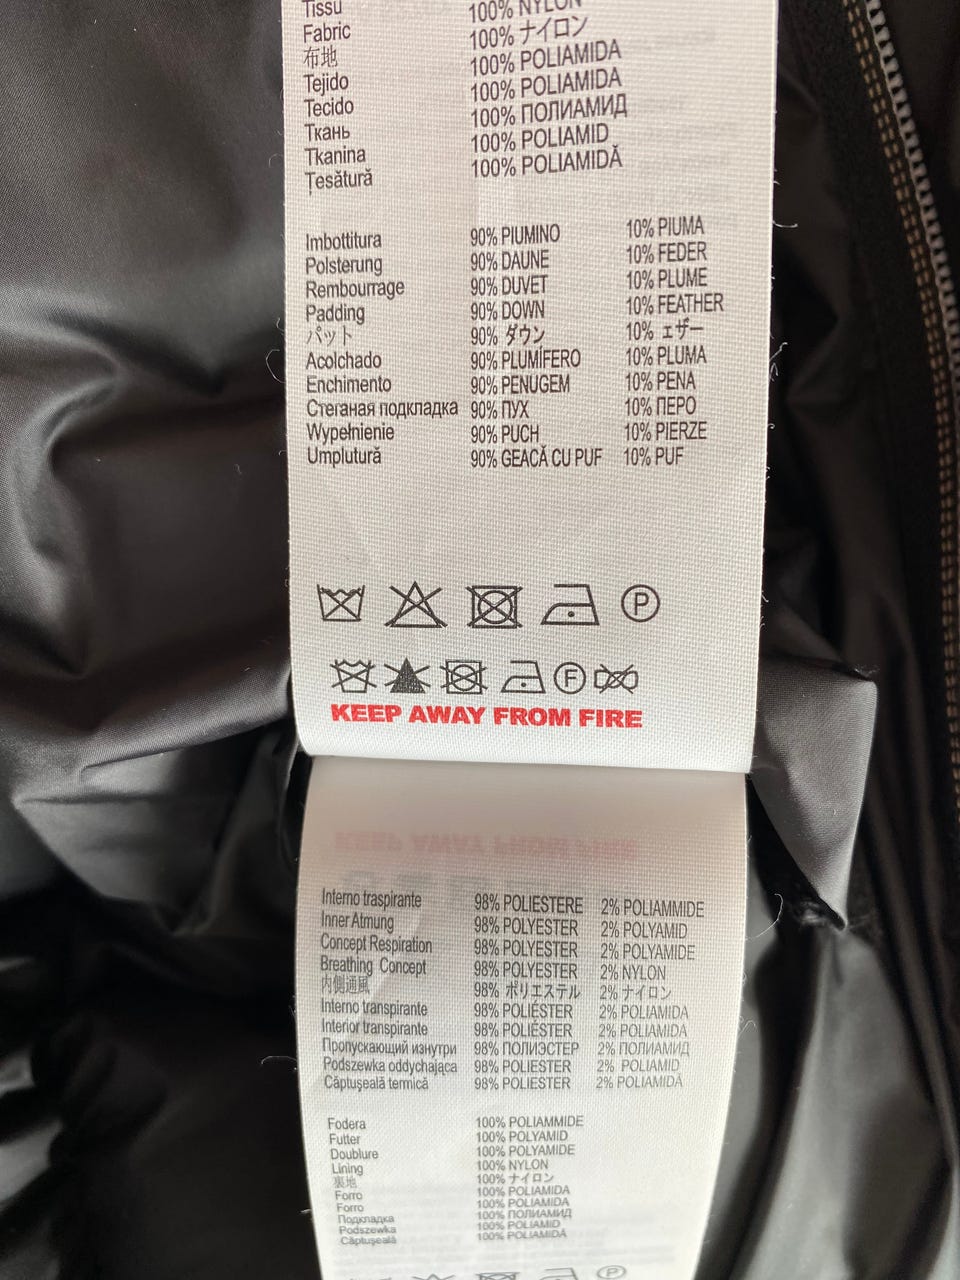 Tissu 100% NYLON
Fabric 100% ナイロン
布地 100% POLIAMIDA
Tejido 100% POLIAMIDA
Tecido 100% ПОЛИАМИД
Ткань 100% POLIAMID
Tkanina 100% POLIAMIDĂ
Țesătură
Imbottitura 90% PIUMINO 10% PIUMA
Polsterung 90% DAUNE 10% FEDER
Rembourrage 90% DUVET 10% PLUME
Padding 90% DOWN 10% FEATHER
パット 90% ダウン 10% ェザー
Acolchado 90% PLUMÍFERO 10% PLUMA
Enchimento 90% PENUGEM 10% PENA
Стеганая подкладка 90% ПУХ 10% ПЕРО
Wypełnienie 90% PUCH 10% PIERZE
Umplutură 90% GEACĂ CU PUF 10% PUF
P
F
KEEP AWAY FROM FIRE
Interno traspirante 98% POLIESTERE 2% POLIAMMIDE
Inner Atmung 98% POLYESTER 2% POLYAMID
Concept Respiration 98% POLYESTER 2% POLYAMIDE
Breathing Concept 98% POLYESTER 2% NYLON
内側通風 98% ポリエステル 2% ナイロン
Interno transpirante 98% POLIÉSTER 2% POLIAMIDA
Interior transpirante 98% POLIÉSTER 2% POLIAMIDA
Пропускающий изнутри 98% ПОЛИЭСТЕР 2% ПОЛИАМИД
Podszewka oddychająca 98% POLIESTER 2% POLIAMID
Căptușeală termică 98% POLIESTER 2% POLIAMIDĂ
Fodera 100% POLIAMMIDE
Futter 100% POLYAMID
Doublure 100% POLYAMIDE
Lining 100% NYLON
裏地 100% ナイロン
Forro 100% POLIAMIDA
Forro 100% POLIAMIDA
Подкладка 100% ПОЛИАМИД
Podszewka 100% POLIAMID
Căptușeală 100% POLIAMIDĂ
P